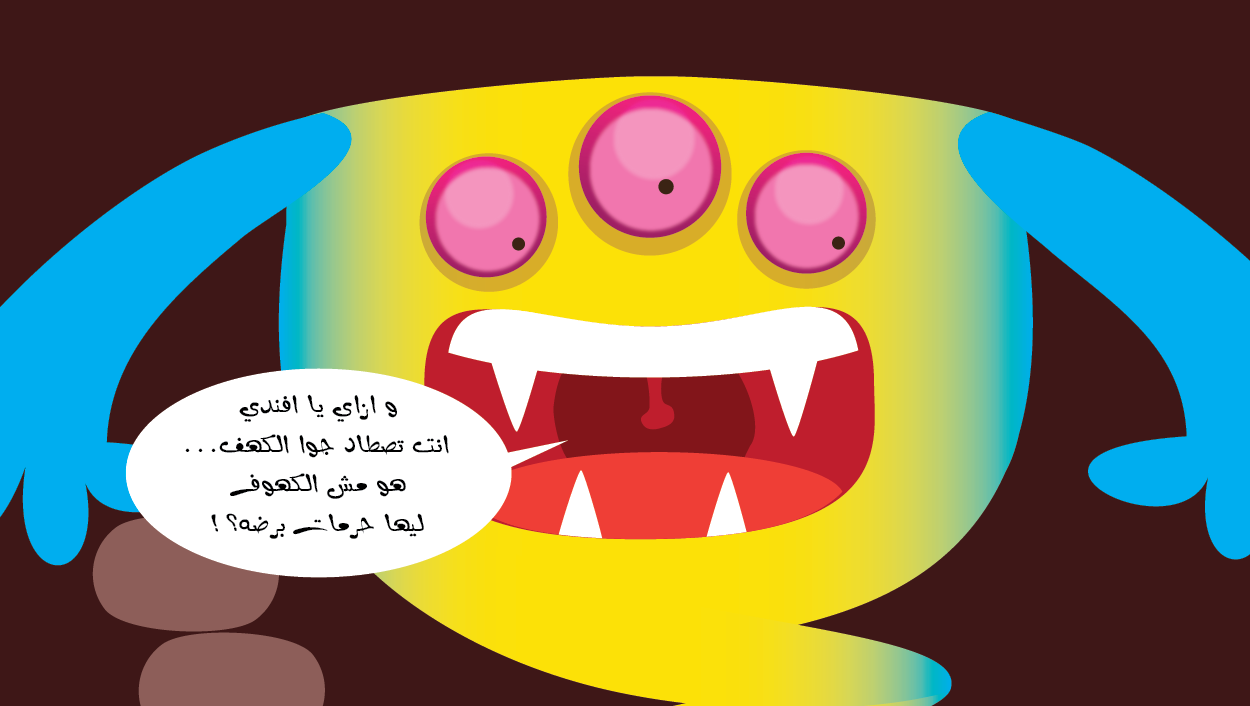 و ازاي يا افندي
انت تصطاد جوا الكهف...
هو مش الكهوف
ليها حرمات برضه؟ !